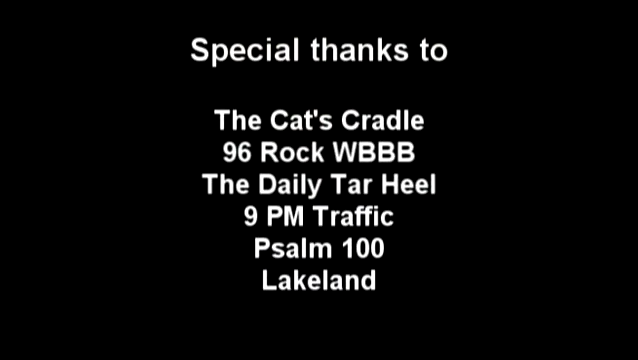 Special thanks to
The Cat's Cradle
96 Rock WBBB
The Daily Tar Heel
9 PM Traffic
Psalm 100
Lakeland